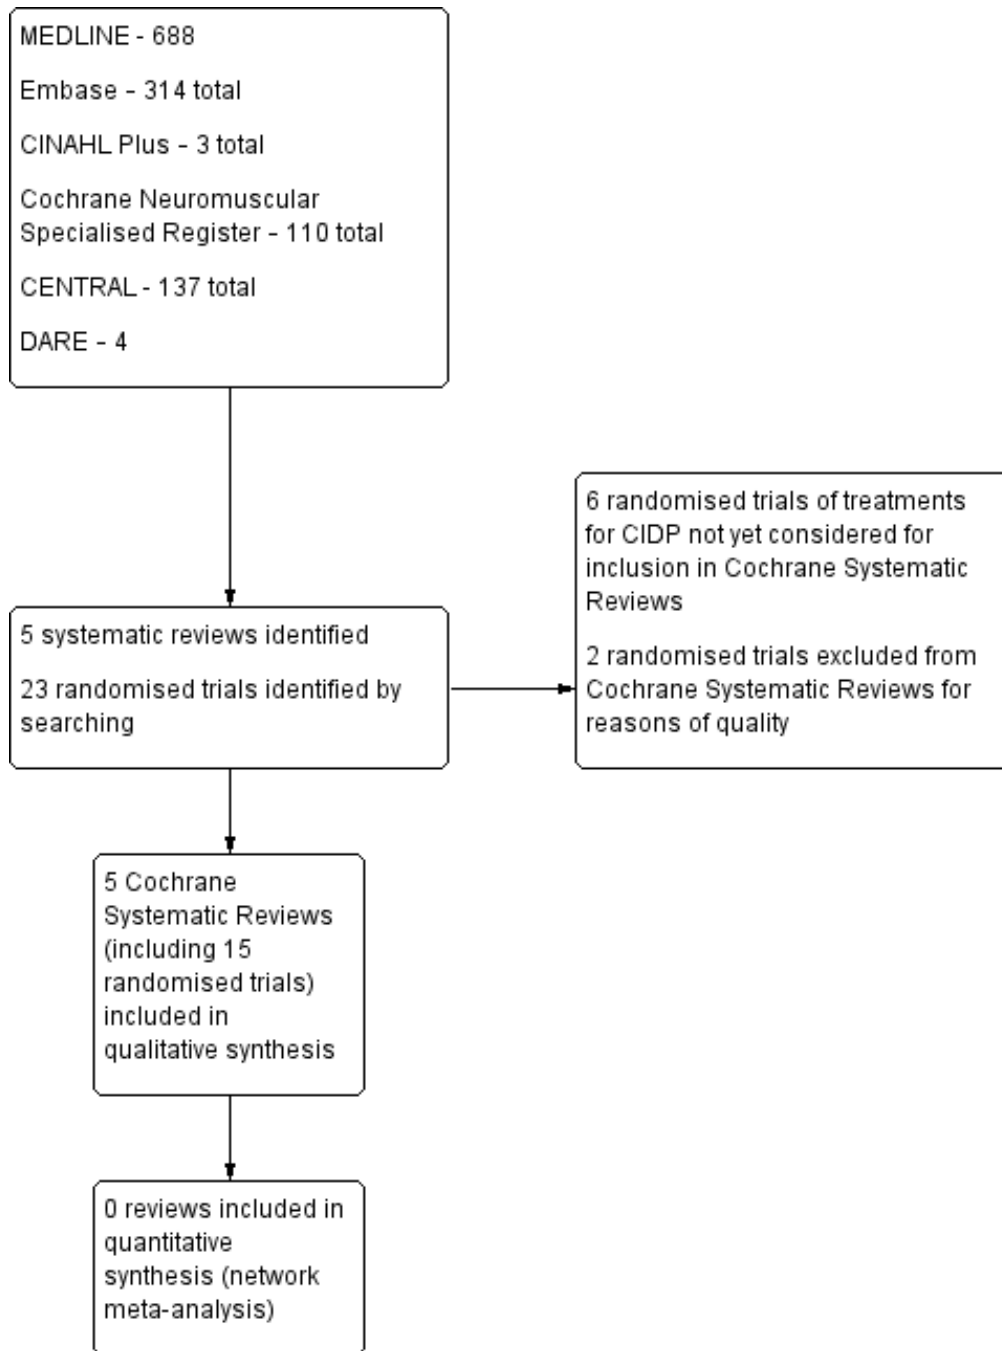 MEDLINE - 688
Embase - 314 total
CINAHL Plus - 3 total
Cochrane Neuromuscular
Specialised Register - 110 total
CENTRAL - 137 total
DARE - 4
6 randomised trials of treatments
for CIDP not yet considered for
inclusion in Cochrane Systematic
Reviews
2 randomised trials excluded from
Cochrane Systematic Reviews for
reasons of quality
5 systematic reviews identified
23 randomised trials identified by
searching
5 Cochrane
Systematic Reviews
(including 15
randomised trials)
included in
qualitative synthesis
0 reviews included in
quantitative
synthesis (network
meta-analysis)